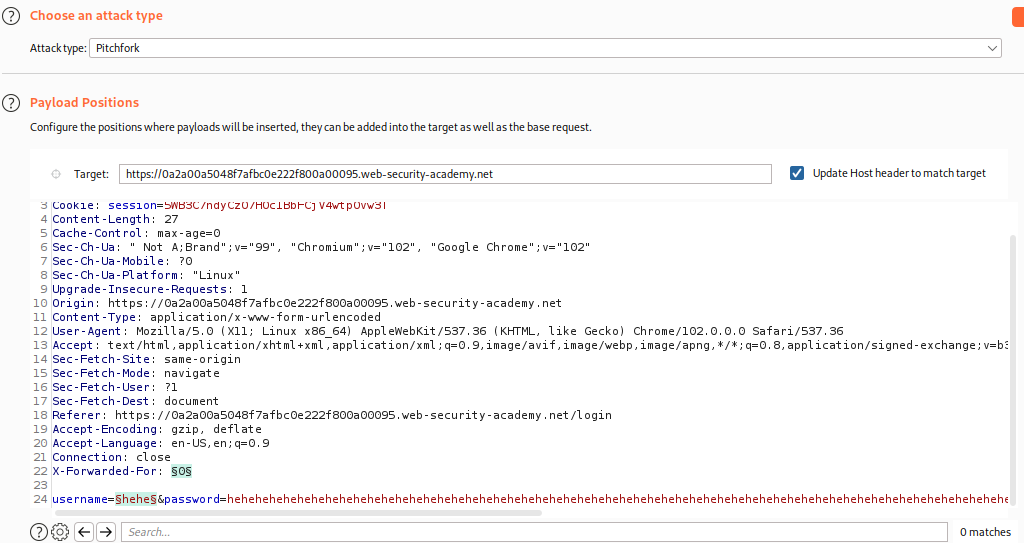 Choose an attack type
Attack type: Pitchfork
Payload Positions
Configure the positions where payloads will be inserted, they can be added into the target as well as the base request.
Target: https://0a2a00a5048f7afbc0e222f800a00095.web-security-academy.net Update Host header to match target
3 Cookie:
4 Content-Length: 27
5 Cache-Control: max-age=0
6 Sec-Ch-Ua: " Not A;Brand";v="99", "Chromium";v="102", "Google Chrome";v="102"
7 Sec-Ch-Ua-Mobile: ?0
8 Sec-Ch-Ua-Platform: "Linux"
9 Upgrade-Insecure-Requests: 1
10 Origin: https://0a2a00a5048f7afbc0e222f800a00095.web-security-academy.net
11 Content-Type: application/x-www-form-urlencoded
12 User-Agent: Mozilla/5.0 (X11; Linux x86_64) AppleWebKit/537.36 (KHTML, like Gecko) Chrome/102.0.0.0 Safari/537.36
13 Accept: text/html,application/xhtml+xml,application/xml;q=0.9,image/avif,image/webp,image/apng,*/*;q=0.8,application/signed-exchange;v=b3
14 Sec-Fetch-Site: same-origin
15 Sec-Fetch-Mode: navigate
16 Sec-Fetch-User: ?1
17 Sec-Fetch-Dest: document
18 Referer: https://0a2a00a5048f7afbc0e222f800a00095.web-security-academy.net/login
19 Accept-Encoding: gzip, deflate
20 Accept-Language: en-US,en;q=0.9
21 Connection: close
22 X-Forwarded-For: §0§
23
24 username=§hehe§&password=hehehehehehehehehehehehehehehehehehehehehehehehehehehehehehehehehehehehehehehehehehehehehehehehehehehehehehehehe
Search... 0 matches